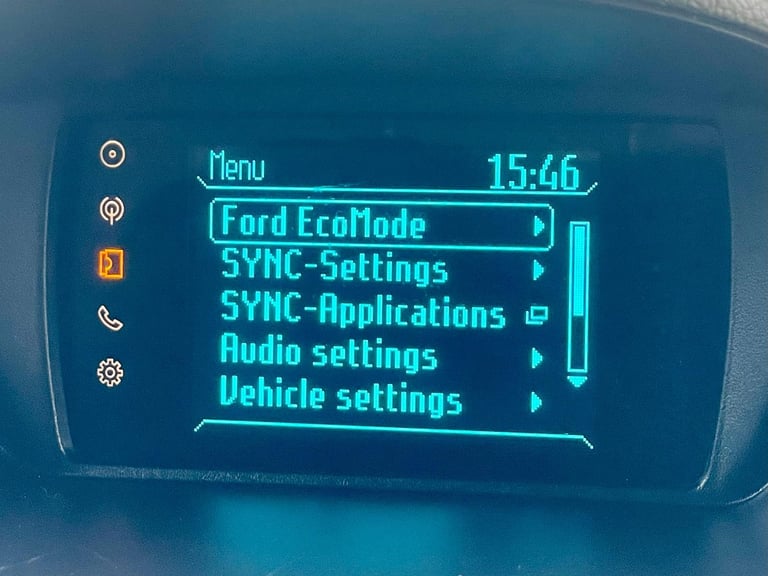 Menu 15:46
Ford EcoMode
SYNC-Settings
SYNC-Applications
Audio settings
Vehicle settings